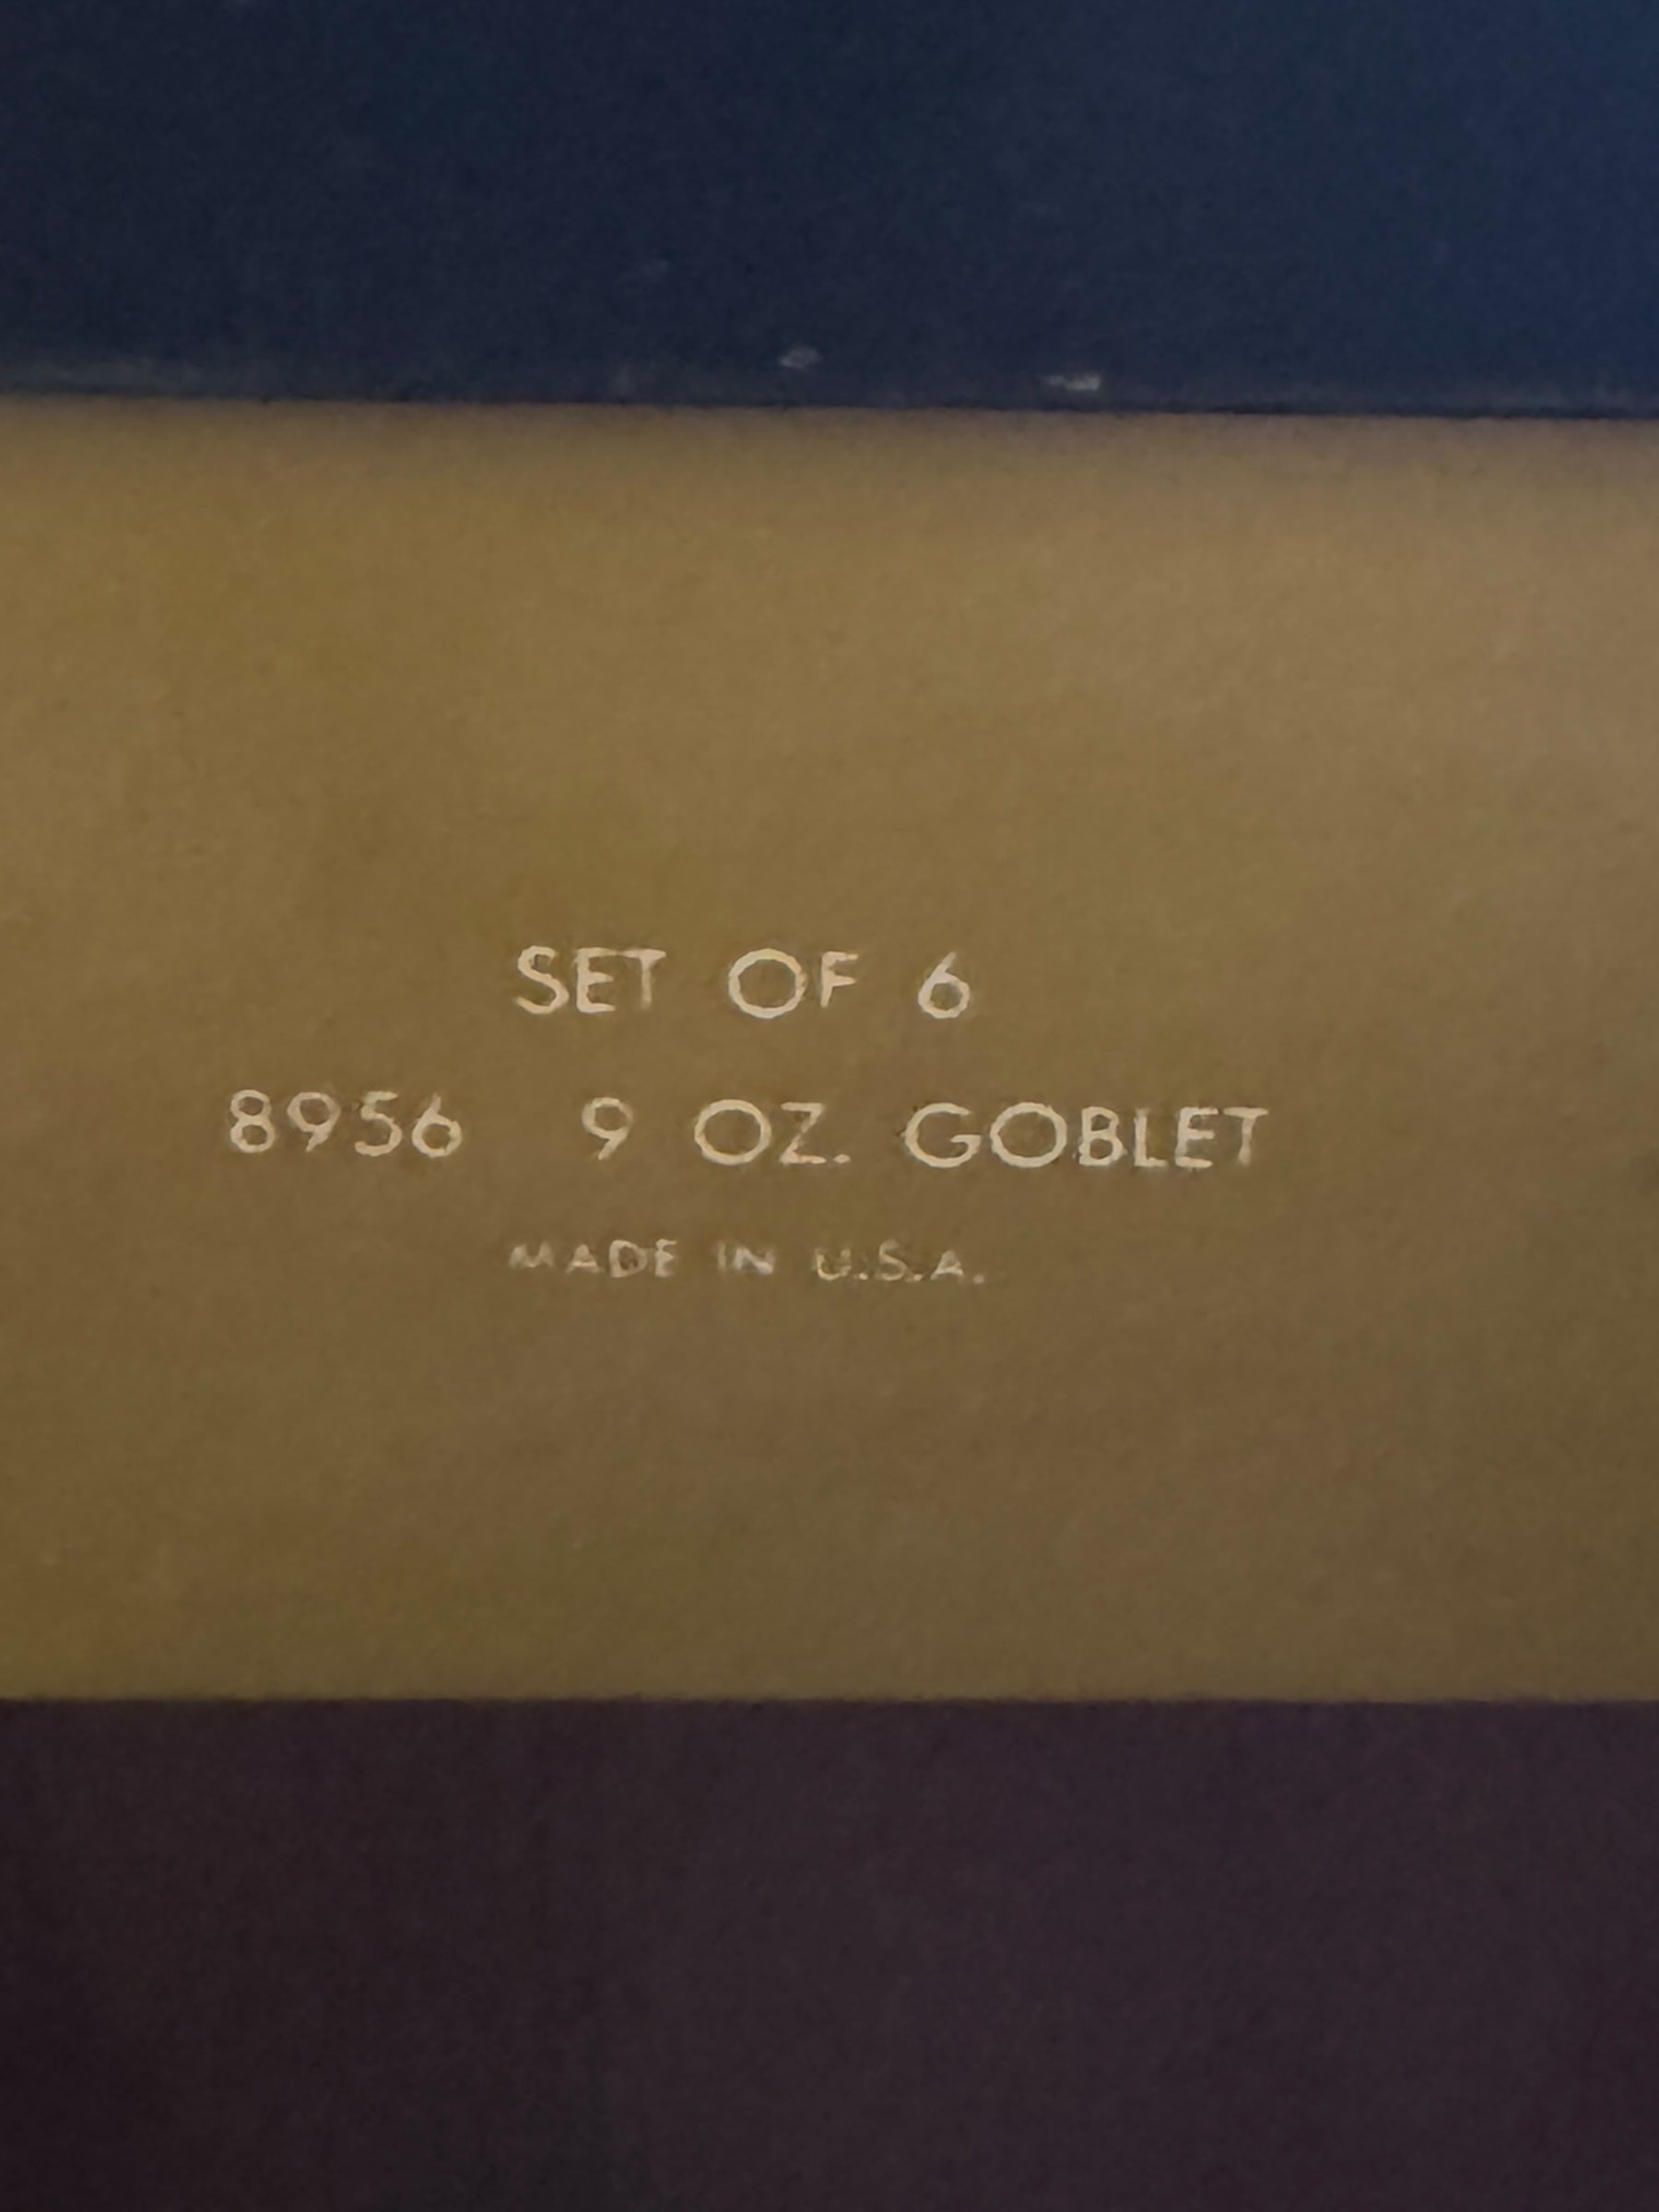 SET OF 6
8956 9 OZ. GOBLET
MADE IN U.S.A.